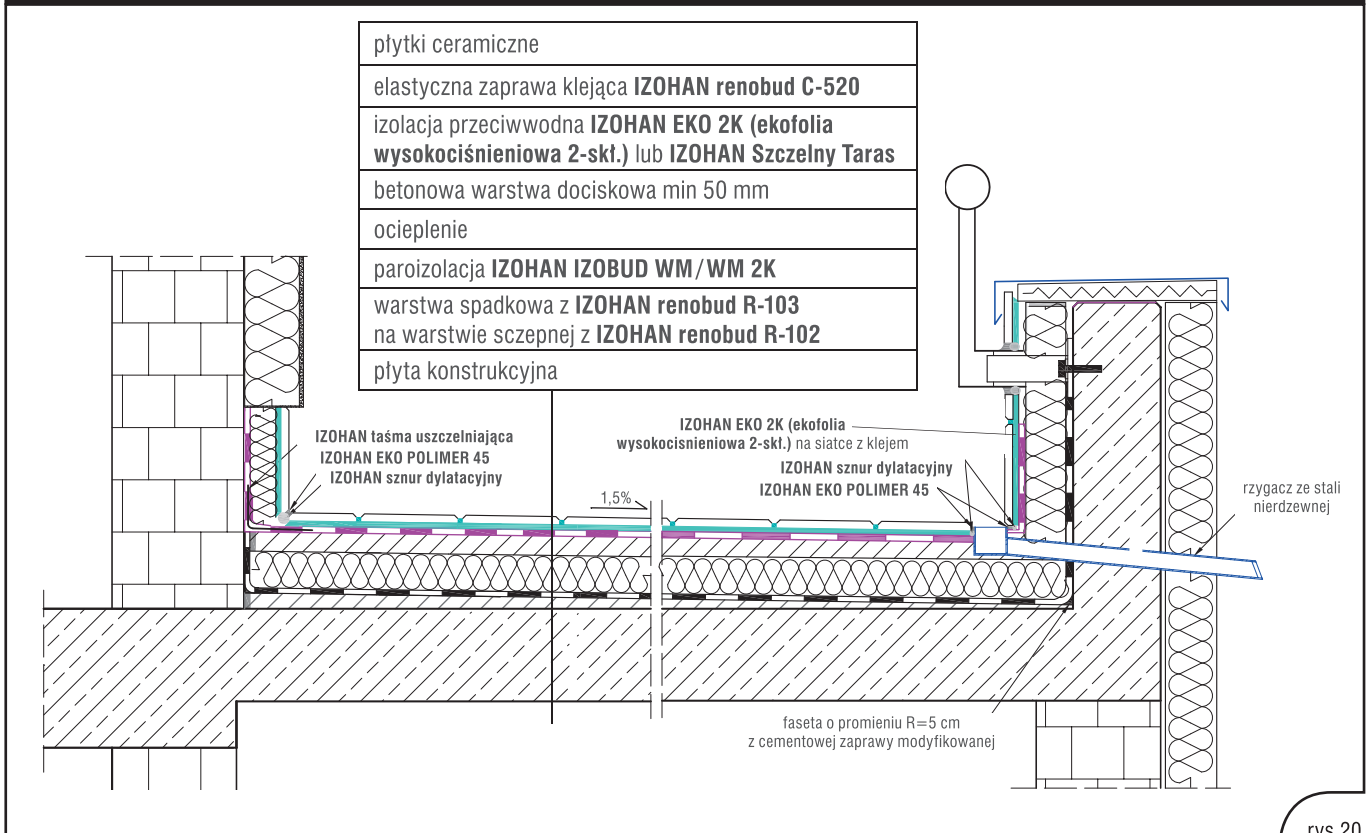 płytki ceramiczne
elastyczna zaprawa klejąca IZOHAN renobud C-520
izolacja przeciwwodna IZOHAN EKO 2K (ekofolia
wysokociśnieniowa 2-skł.) lub IZOHAN Szczelny Taras
betonowa warstwa dociskowa min 50 mm
ocieplenie
paroizolacja IZOHAN IZOBUD WM/WM 2K
warstwa spadkowa z IZOHAN renobud R-103
na warstwie sczepnej z IZOHAN renobud R-102
płyta konstrukcyjna
IZOHAN taśma uszczelniająca
IZOHAN EKO POLIMER 45
IZOHAN sznur dylatacyjny
IZOHAN EKO 2K (ekofolia
wysokocisnieniowa 2-skł.) na siatce z klejem
IZOHAN sznur dylatacyjny
IZOHAN EKO POLIMER 45
1,5%
rzygacz ze stali
nierdzewnej
faseta o promieniu R=5 cm
z cementowej zaprawy modyfikowanej
rys 20